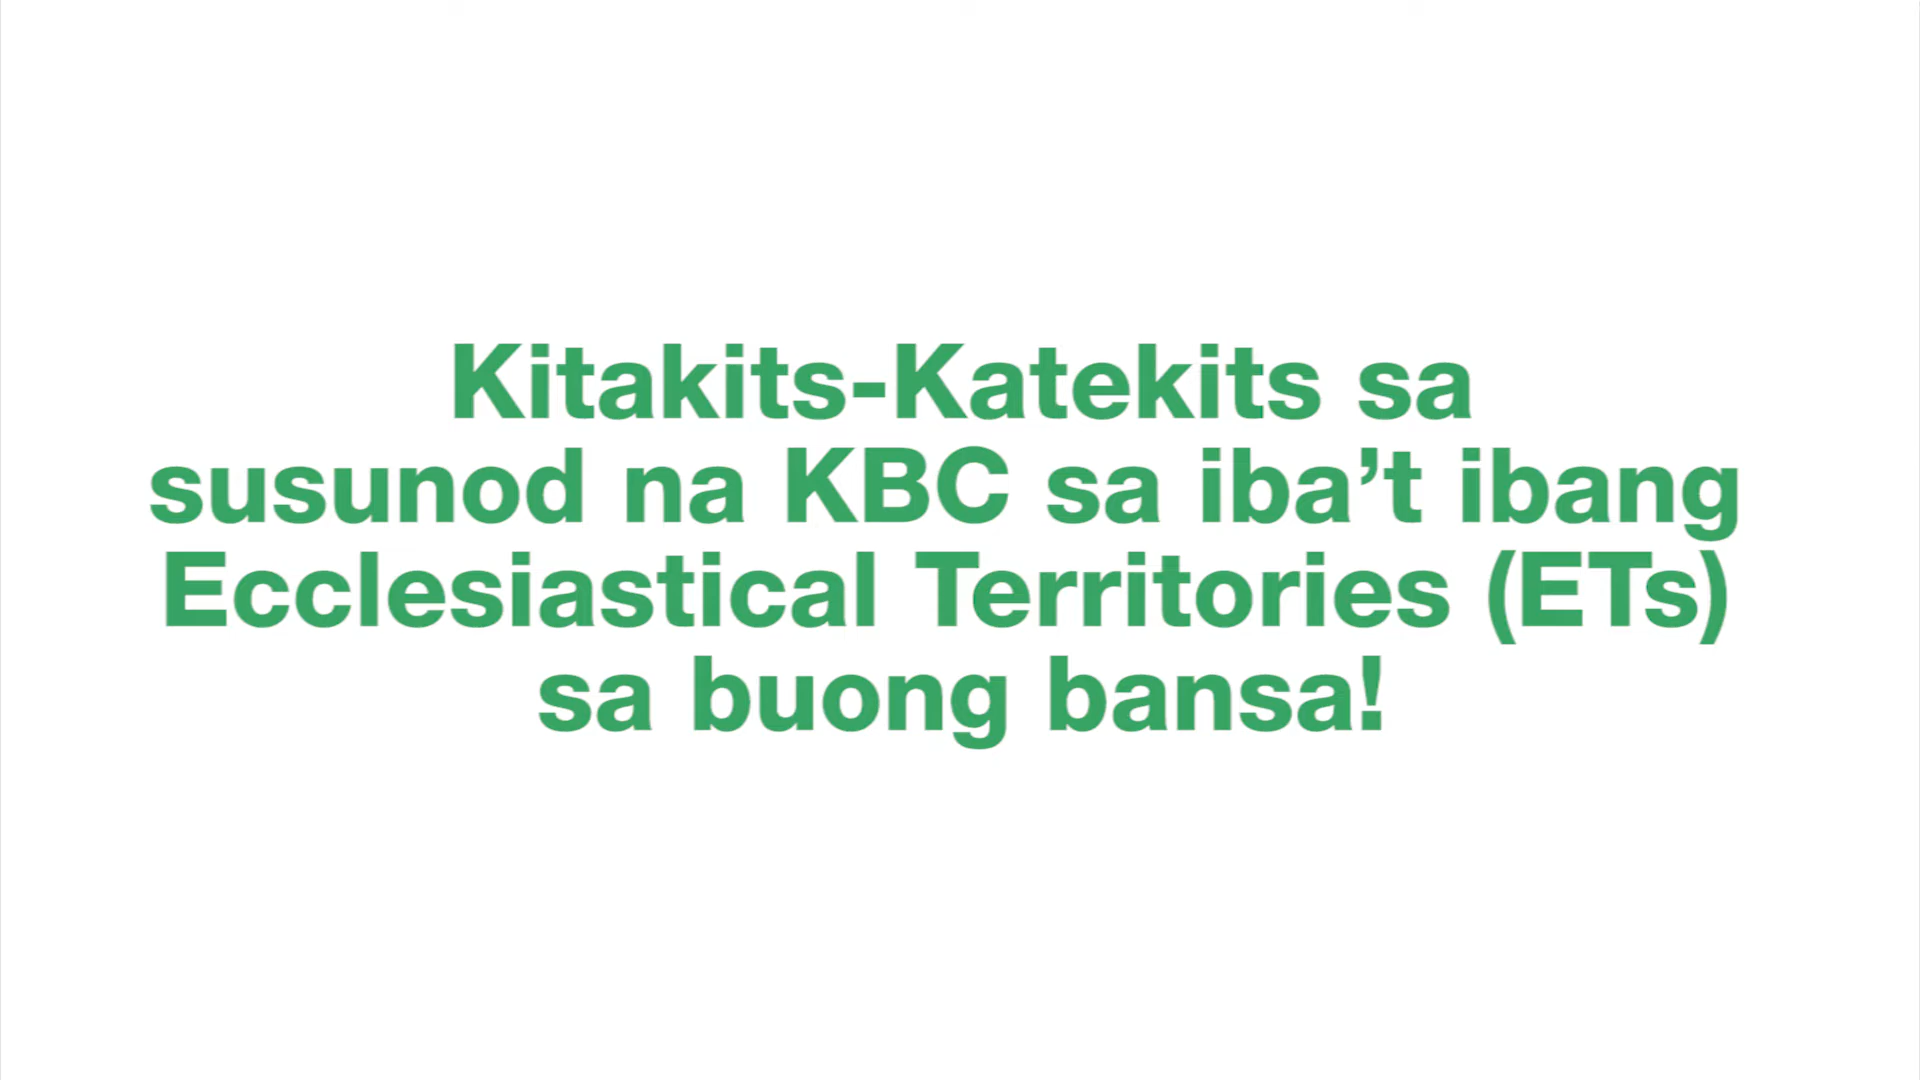 Kitakits-Katekits sa
susunod na KBC sa iba’t ibang
Ecclesiastical Territories (ETs)
sa buong bansa!